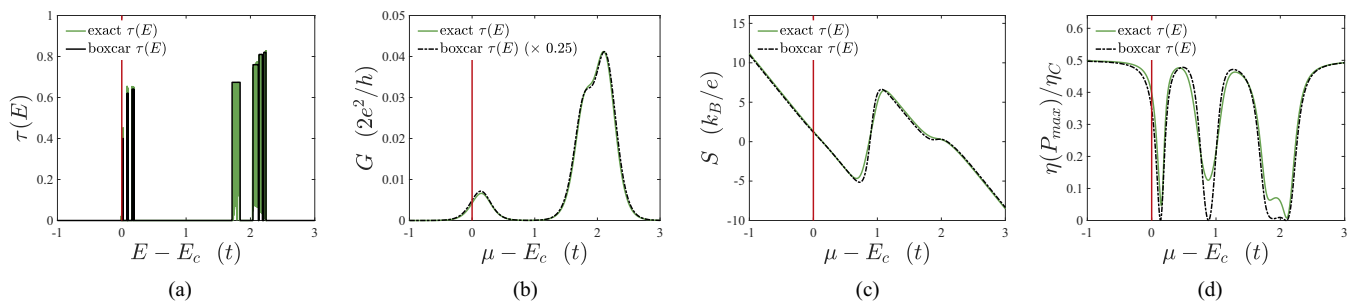 exact τ(E)
boxcar τ(E)
τ(E)
1
0.8
0.6
0.4
0.2
0
-1 0 1 2 3
E − E_c (t)
(a)
exact τ(E)
boxcar τ(E) (× 0.25)
G (2e²/h)
0.05
0.04
0.03
0.02
0.01
0
-1 0 1 2 3
μ − E_c (t)
(b)
exact τ(E)
boxcar τ(E)
S (k_B/e)
15
10
5
0
-5
-10
-1 0 1 2 3
μ − E_c (t)
(c)
exact τ(E)
boxcar τ(E)
η(P_max)/η_C
0.6
0.5
0.4
0.3
0.2
0.1
0
-1 0 1 2 3
μ − E_c (t)
(d)